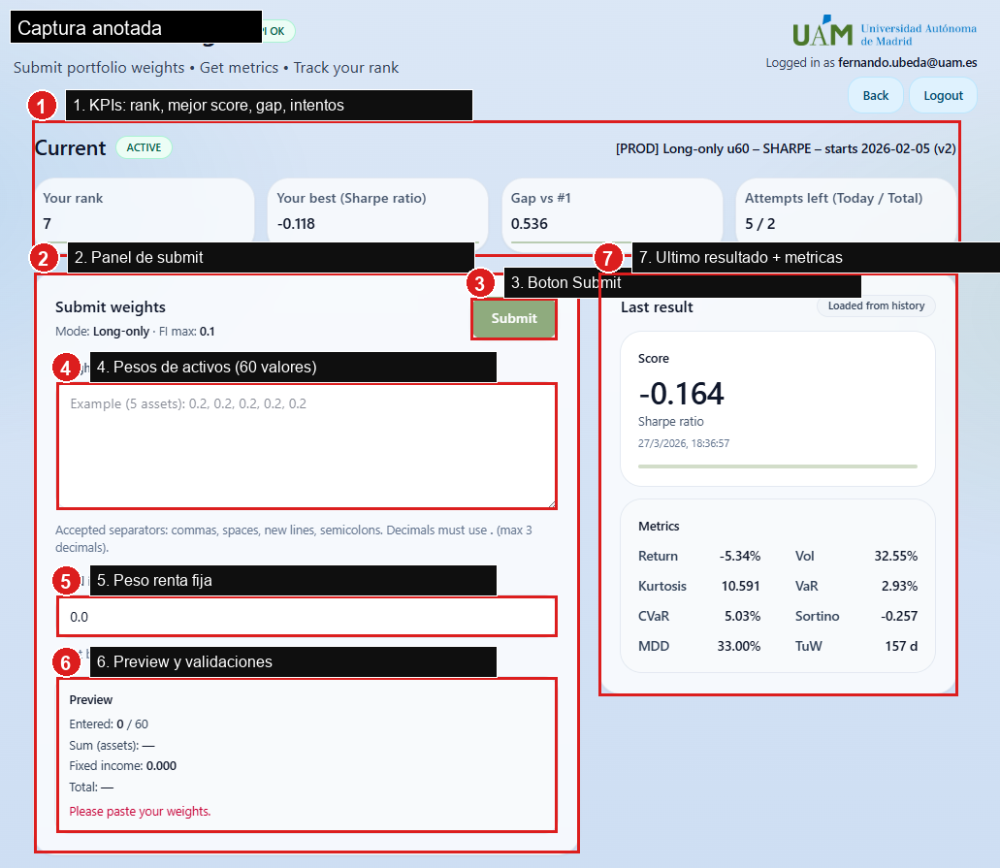 Captura anotada
OK
UAM Universidad Autónoma
de Madrid
Submit portfolio weights • Get metrics • Track your rank
Logged in as fernando.ubeda@uam.es
Back
Logout
1
1. KPIs: rank, mejor score, gap, intentos
Current
ACTIVE
[PROD] Long-only u60 – SHARPE – starts 2026-02-05 (v2)
Your rank
7
Your best (Sharpe ratio)
-0.118
Gap vs #1
0.536
Attempts left (Today / Total)
5 / 2
2
2. Panel de submit
7
7. Ultimo resultado + metricas
3
3. Boton Submit
Submit weights
Mode: Long-only · FI max: 0.1
Submit
4
4. Pesos de activos (60 valores)
Example (5 assets): 0.2, 0.2, 0.2, 0.2, 0.2
Accepted separators: commas, spaces, new lines, semicolons. Decimals must use . (max 3
decimals).
5
5. Peso renta fija
0.0
6
6. Preview y validaciones
Preview
Entered: 0 / 60
Sum (assets): —
Fixed income: 0.000
Total: —
Please paste your weights.
Last result
Loaded from history
Score
-0.164
Sharpe ratio
27/3/2026, 18:36:57
Metrics
Return -5.34% Vol 32.55%
Kurtosis 10.591 VaR 2.93%
CVaR 5.03% Sortino -0.257
MDD 33.00% TuW 157 d